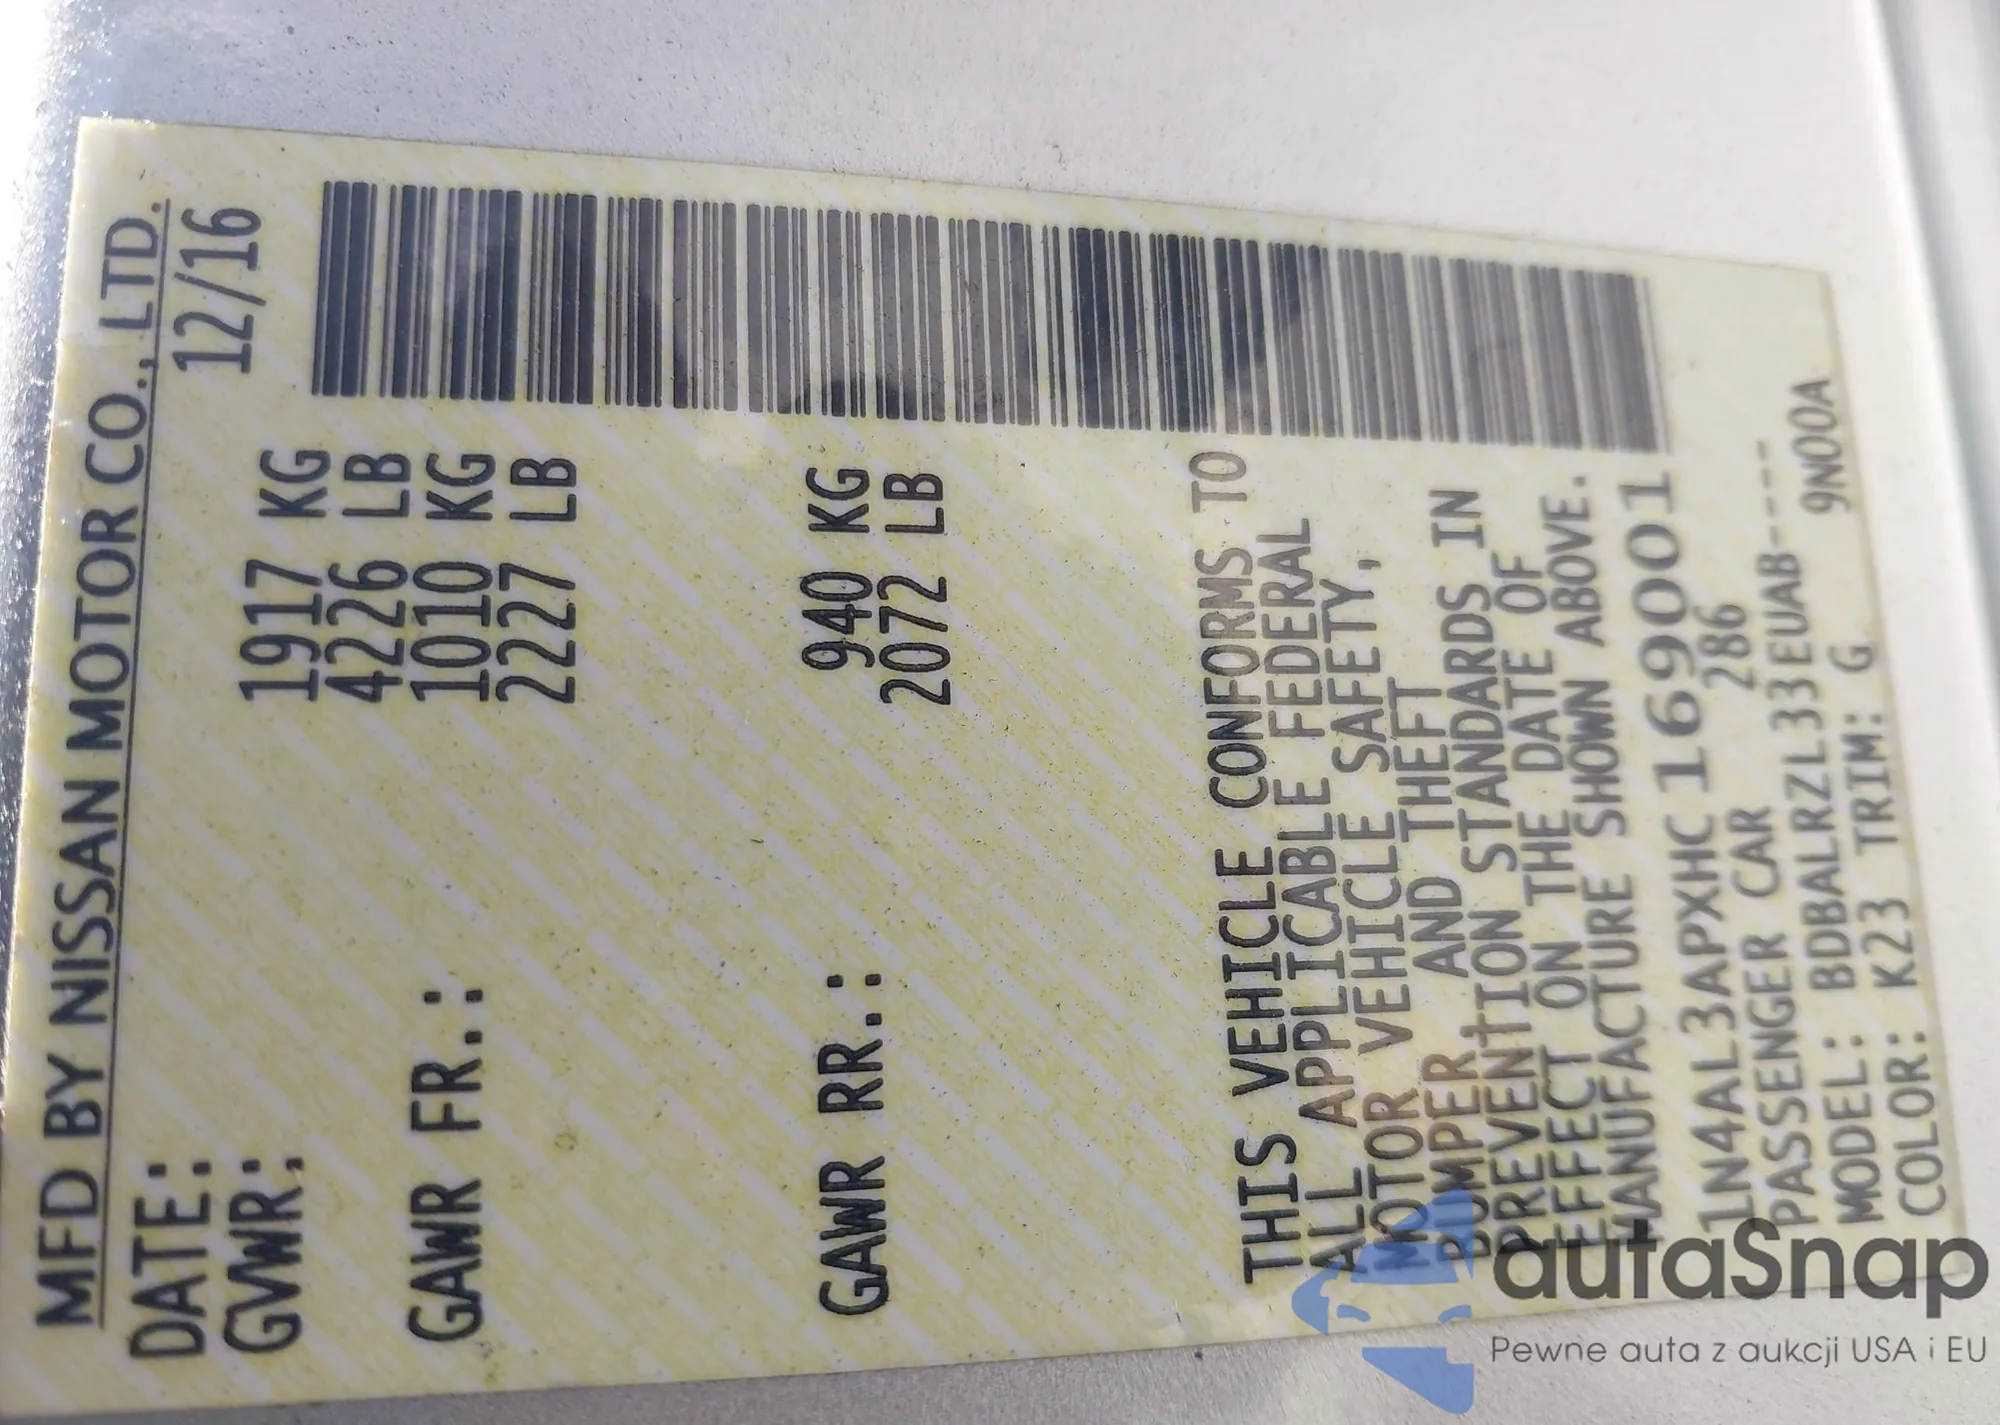 MFD BY NISSAN MOTOR CO., LTD.
DATE: 12/16
GVWR: 1917 KG
4226 LB
GAWR FR.: 1010 KG
2227 LB
GAWR RR.: 940 KG
2072 LB
THIS VEHICLE CONFORMS TO
ALL APPLICABLE FEDERAL
MOTOR VEHICLE SAFETY,
BUMPER AND THEFT
PREVENTION STANDARDS IN
EFFECT ON THE DATE OF
MANUFACTURE SHOWN ABOVE.
1N4AL3APXHC169001
PASSENGER CAR 286
MODEL: BDBALRZL33EUAB----
COLOR: K23 TRIM: G 9N00A
autaSnap
Pewne auta z aukcji USA i EU